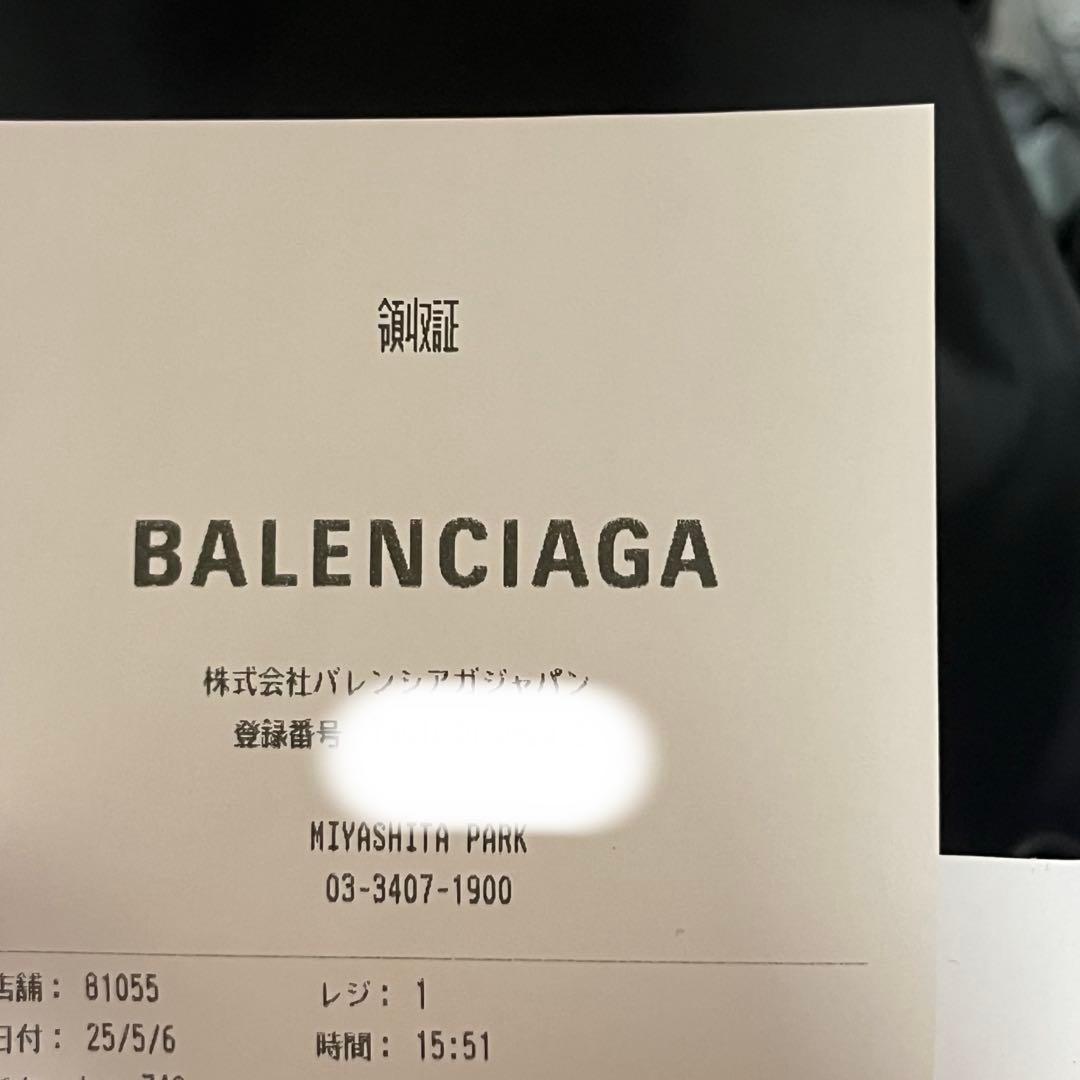 領収証
BALENCIAGA
株式会社バレンシアガジャパン
登録番号
MIYASHITA PARK
03-3407-1900
店舗： 81055 レジ： 1
日付： 25/5/6 時間： 15:51